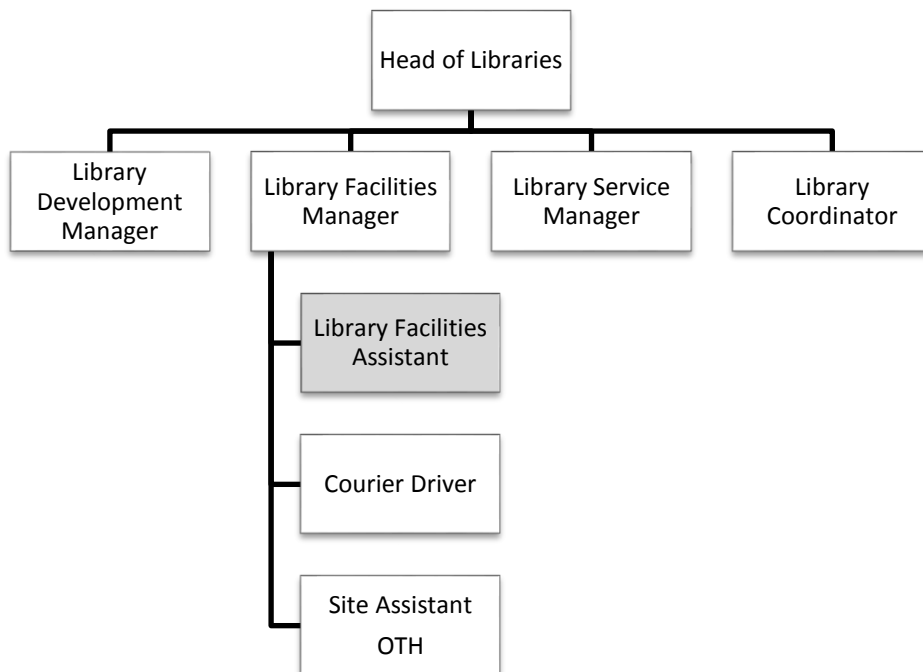 Head of Libraries
Library
Development
Manager
Library Facilities
Manager
Library Service
Manager
Library
Coordinator
Library Facilities
Assistant
Courier Driver
Site Assistant
OTH